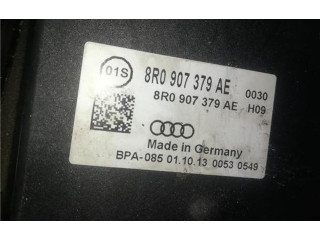 01S
8R0 907 379 AE 0030
8R0 907 379 AE H09
Made in Germany
BPA-085 01.10.13 0053 0549